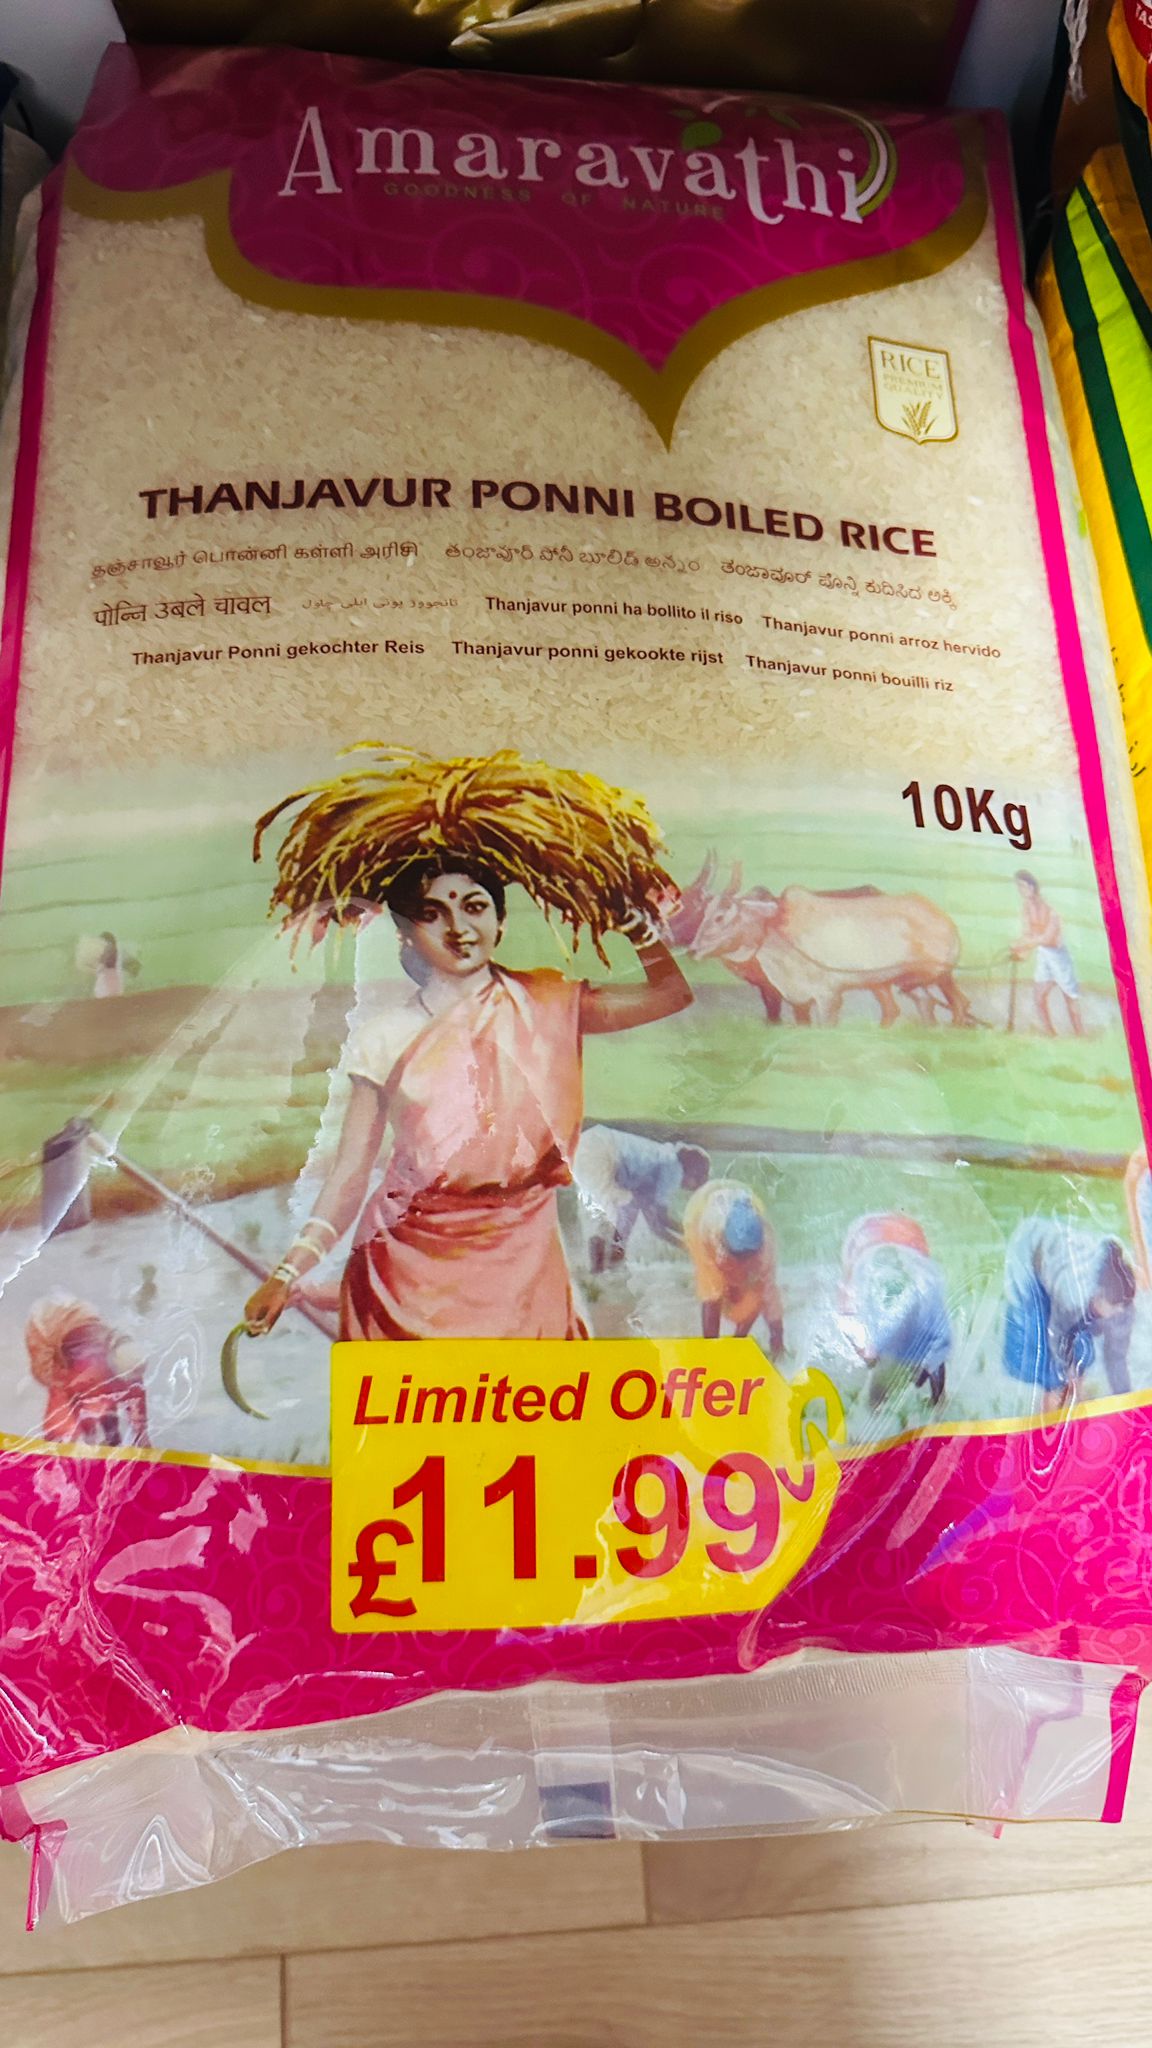 Amaravathi
GOODNESS OF NATURE
RICE
PREMIUM
QUALITY
THANJAVUR PONNI BOILED RICE
தஞ்சாவூர் பொன்னி கள்ளி அரிசி తంజావూరి పోనీ బూలిడ్ అన్నం ತಂಜಾವೂರ್ ಪೊನ್ನಿ ಕುದಿಸಿದ ಅಕ್ಕಿ
पोन्नि उबले चावल Thanjavur ponni ha bollito il riso Thanjavur ponni arroz hervido
Thanjavur Ponni gekochter Reis Thanjavur ponni gekookte rijst Thanjavur ponni bouilli riz
10Kg
Limited Offer
£11.99